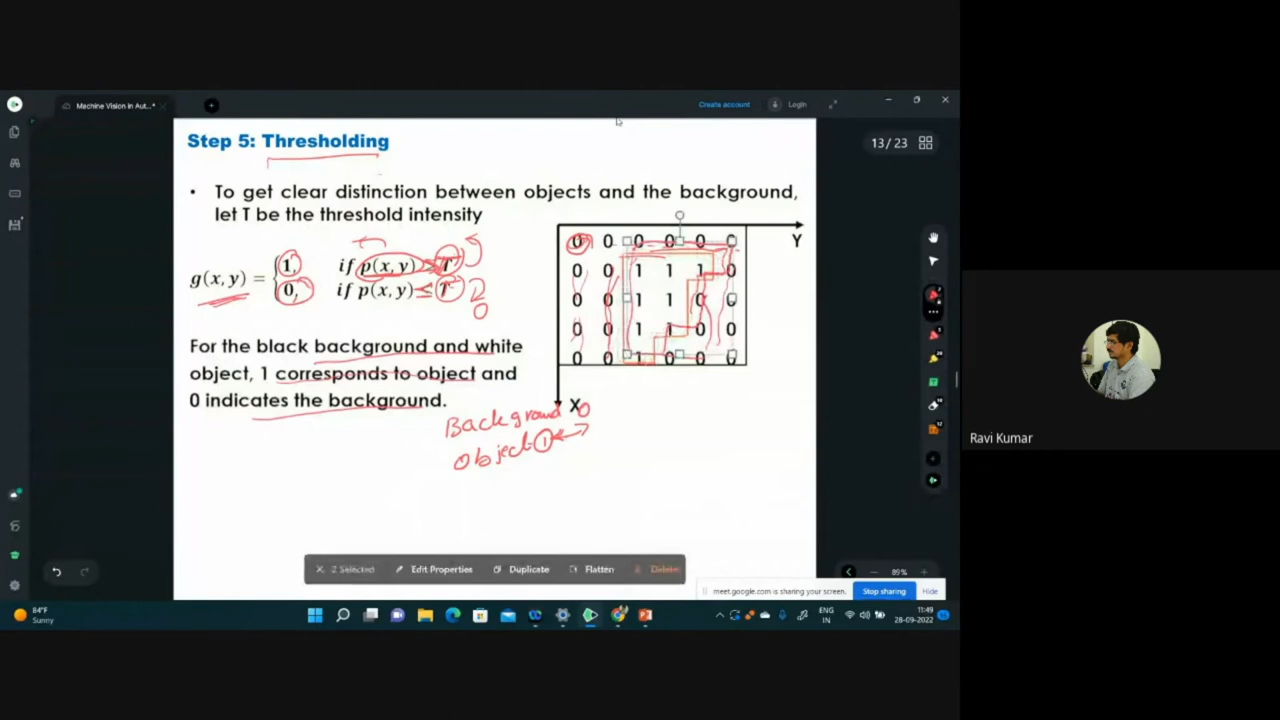 Machine Vision in Aut...*
Create account
Login
Step 5: Thresholding
13 / 23
• To get clear distinction between objects and the background,
let T be the threshold intensity
g(x, y) = { 1, if p(x, y) > T
0, if p(x, y) ≤ T
0
Y
0 0 0 0 0 0
0 0 1 1 1 0
0 0 1 1 0 0
0 0 1 1 0 0
0 0 1 0 0 0
X
For the black background and white
object, 1 corresponds to object and
0 indicates the background.
Background 0
Object 1
2 Selected
Edit Properties
Duplicate
Flatten
Delete
89%
meet.google.com is sharing your screen.
Stop sharing
Hide
84°F
Sunny
ENG
IN
11:49
28-09-2022
Ravi Kumar